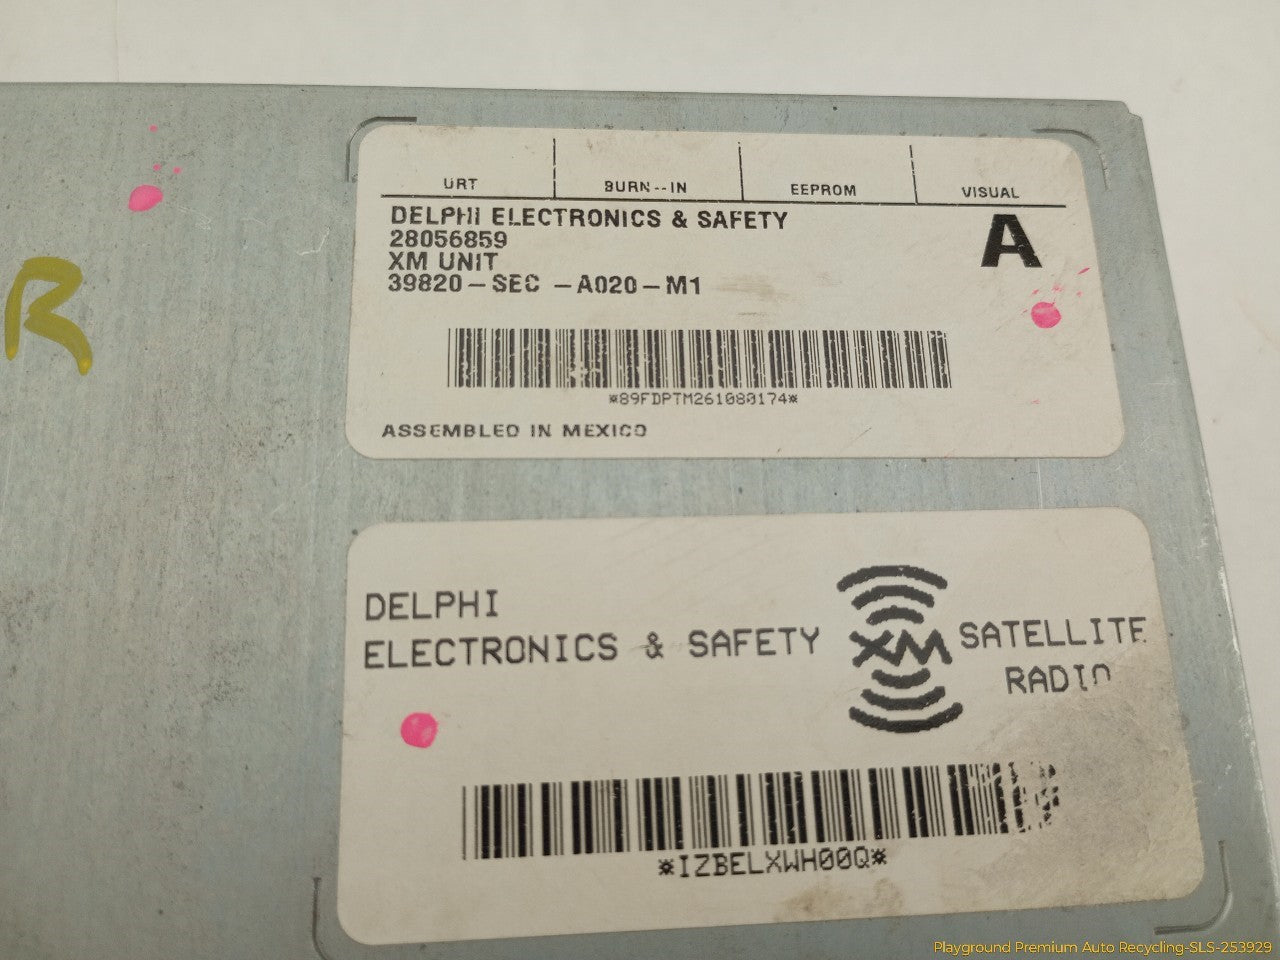 R
URT BURN--IN EEPROM VISUAL
DELPHI ELECTRONICS & SAFETY
28056859
XM UNIT
39820-SEC -A020-M1
A
*89FDPTM261080174*
ASSEMBLED IN MEXICO
DELPHI
ELECTRONICS & SAFETY
XM
SATELLITE
RADIO
*IZBELXWH00Q*
Playground Premium Auto Recycling-SLS-253929